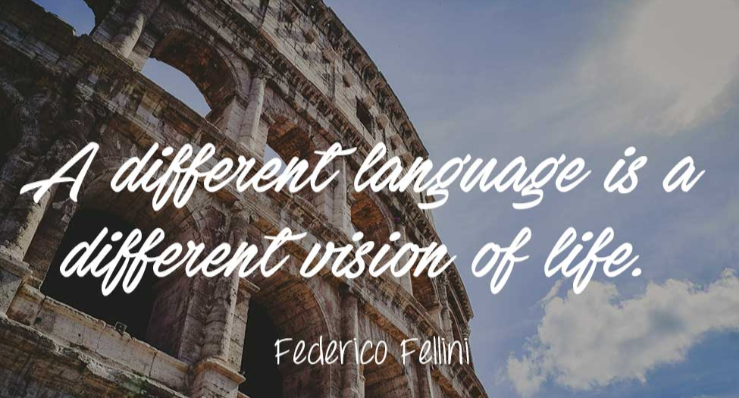 A different language is a
different vision of life.
Federico Fellini